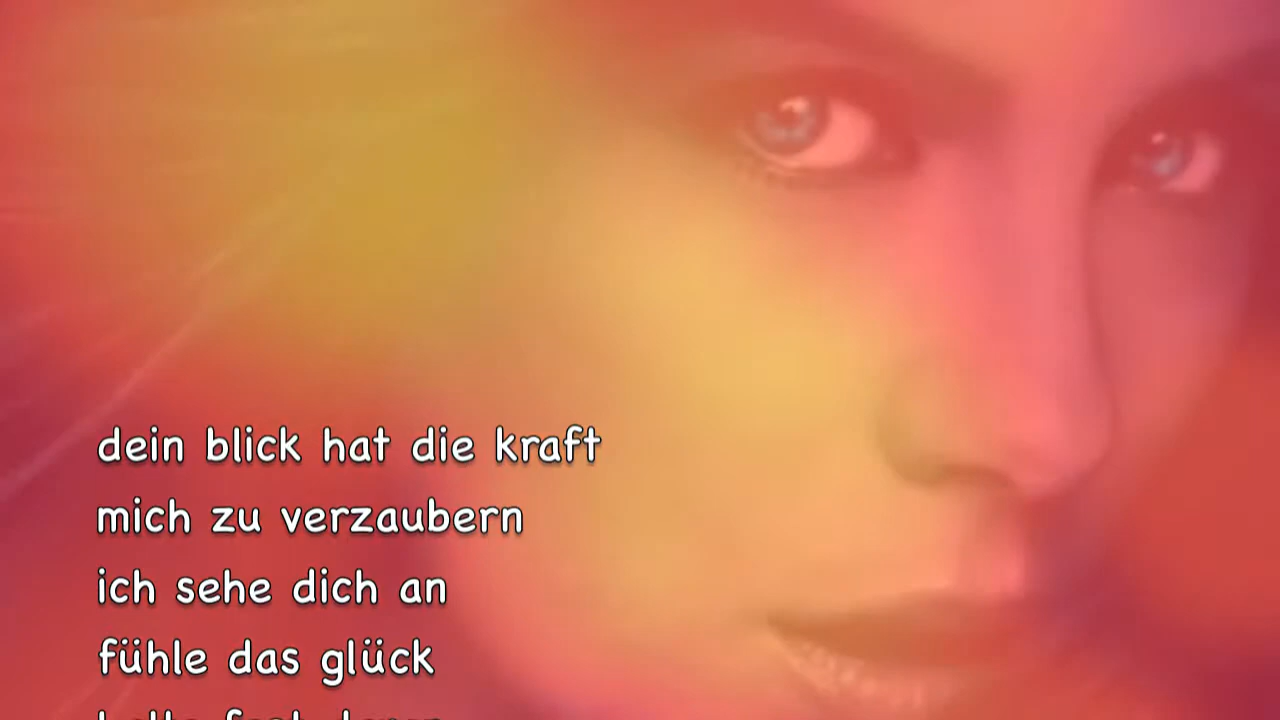 dein blick hat die kraft
mich zu verzaubern
ich sehe dich an
fühle das glück